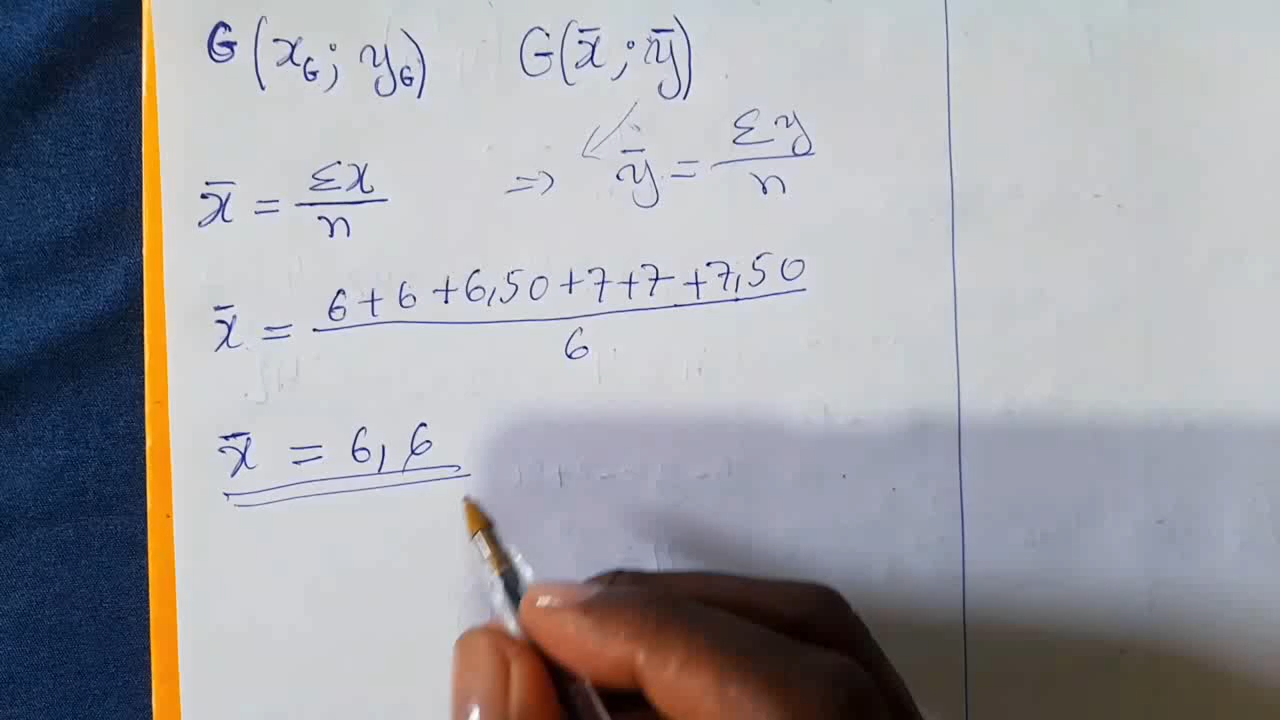 G(x_G; y_G) G(x̄; ȳ)
x̄ = Σx/n ⇒ ȳ = Σy/n
x̄ = (6+6+6,50+7+7+7,50)/6
x̄ = 6,6